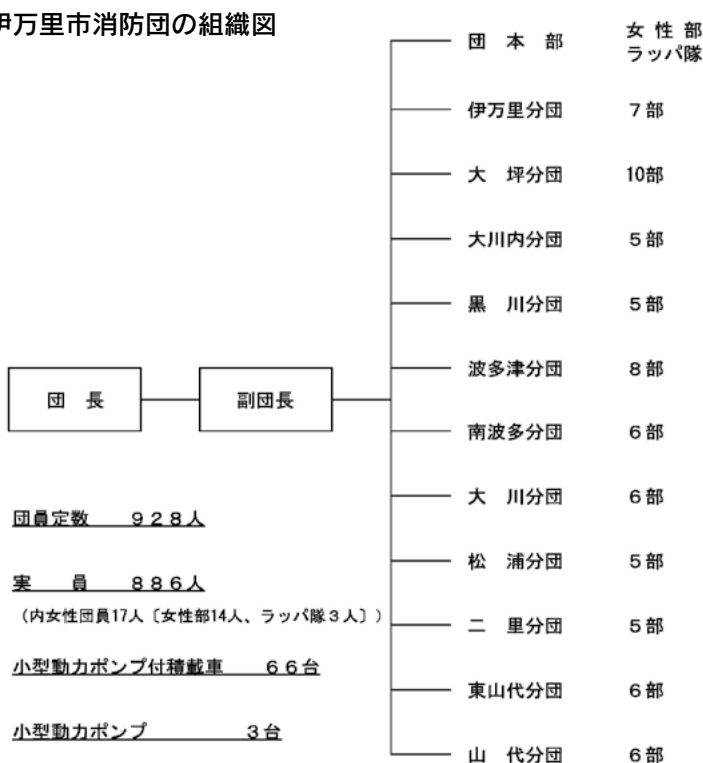 伊万里市消防団の組織図
団 本 部 女 性 部
ラッパ隊
伊万里分団 7部
大 坪分団 10部
大川内分団 5部
黒 川分団 5部
波多津分団 8部
南波多分団 6部
大 川分団 6部
松 浦分団 5部
二 里分団 5部
東山代分団 6部
山 代分団 6部
団 長
副団長
団員定数 928人
実 員 886人
(内女性団員17人〔女性部14人、ラッパ隊3人〕)
小型動力ポンプ付積載車 66台
小型動力ポンプ 3台